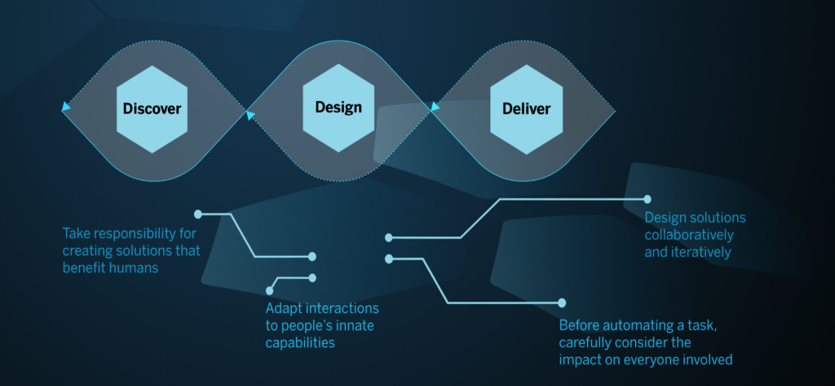 Discover
Design
Deliver
Take responsibility for
creating solutions that
benefit humans
Adapt interactions
to people's innate
capabilities
Design solutions
collaboratively
and iteratively
Before automating a task,
carefully consider the
impact on everyone involved